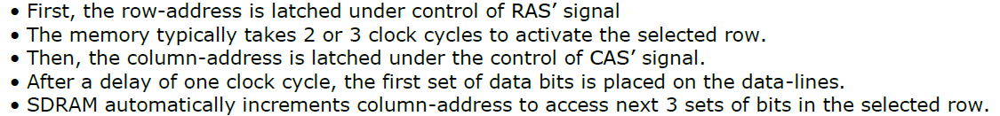 • First, the row-address is latched under control of RAS’ signal
• The memory typically takes 2 or 3 clock cycles to activate the selected row.
• Then, the column-address is latched under the control of CAS’ signal.
• After a delay of one clock cycle, the first set of data bits is placed on the data-lines.
• SDRAM automatically increments column-address to access next 3 sets of bits in the selected row.